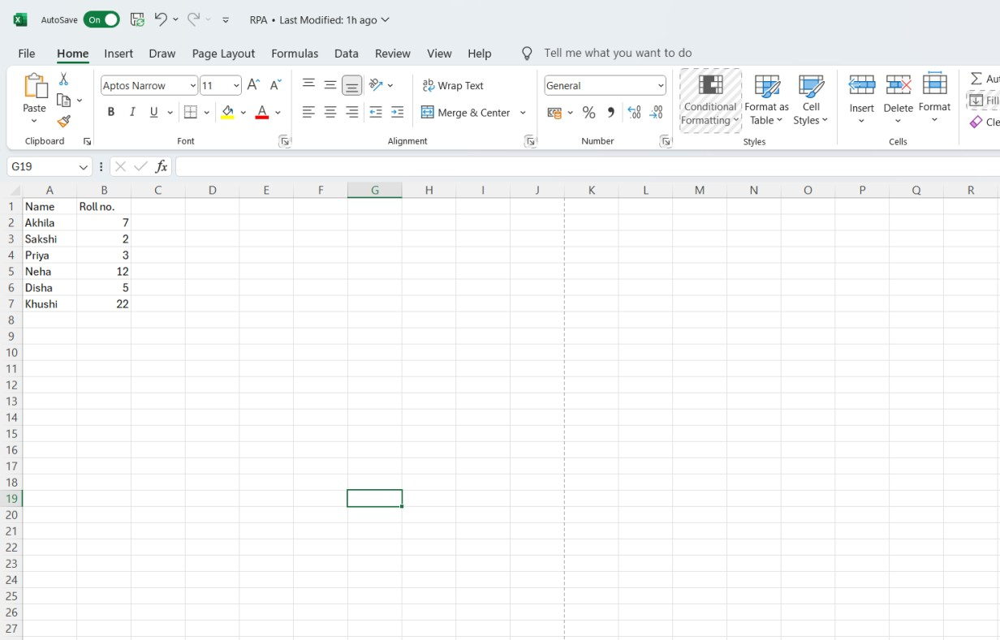 AutoSave On RPA • Last Modified: 1h ago
File Home Insert Draw Page Layout Formulas Data Review View Help Tell me what you want to do
Aptos Narrow 11 Wrap Text General
Paste Conditional Formatting Format as Table Cell Styles Insert Delete Format
B I U Merge & Center %
Clipboard Font Alignment Number Styles Cells
G19 fx
A B C D E F G H I J K L M N O P Q R
1 Name Roll no.
2 Akhila 7
3 Sakshi 2
4 Priya 3
5 Neha 12
6 Disha 5
7 Khushi 22
8
9
10
11
12
13
14
15
16
17
18
19
20
21
22
23
24
25
26
27